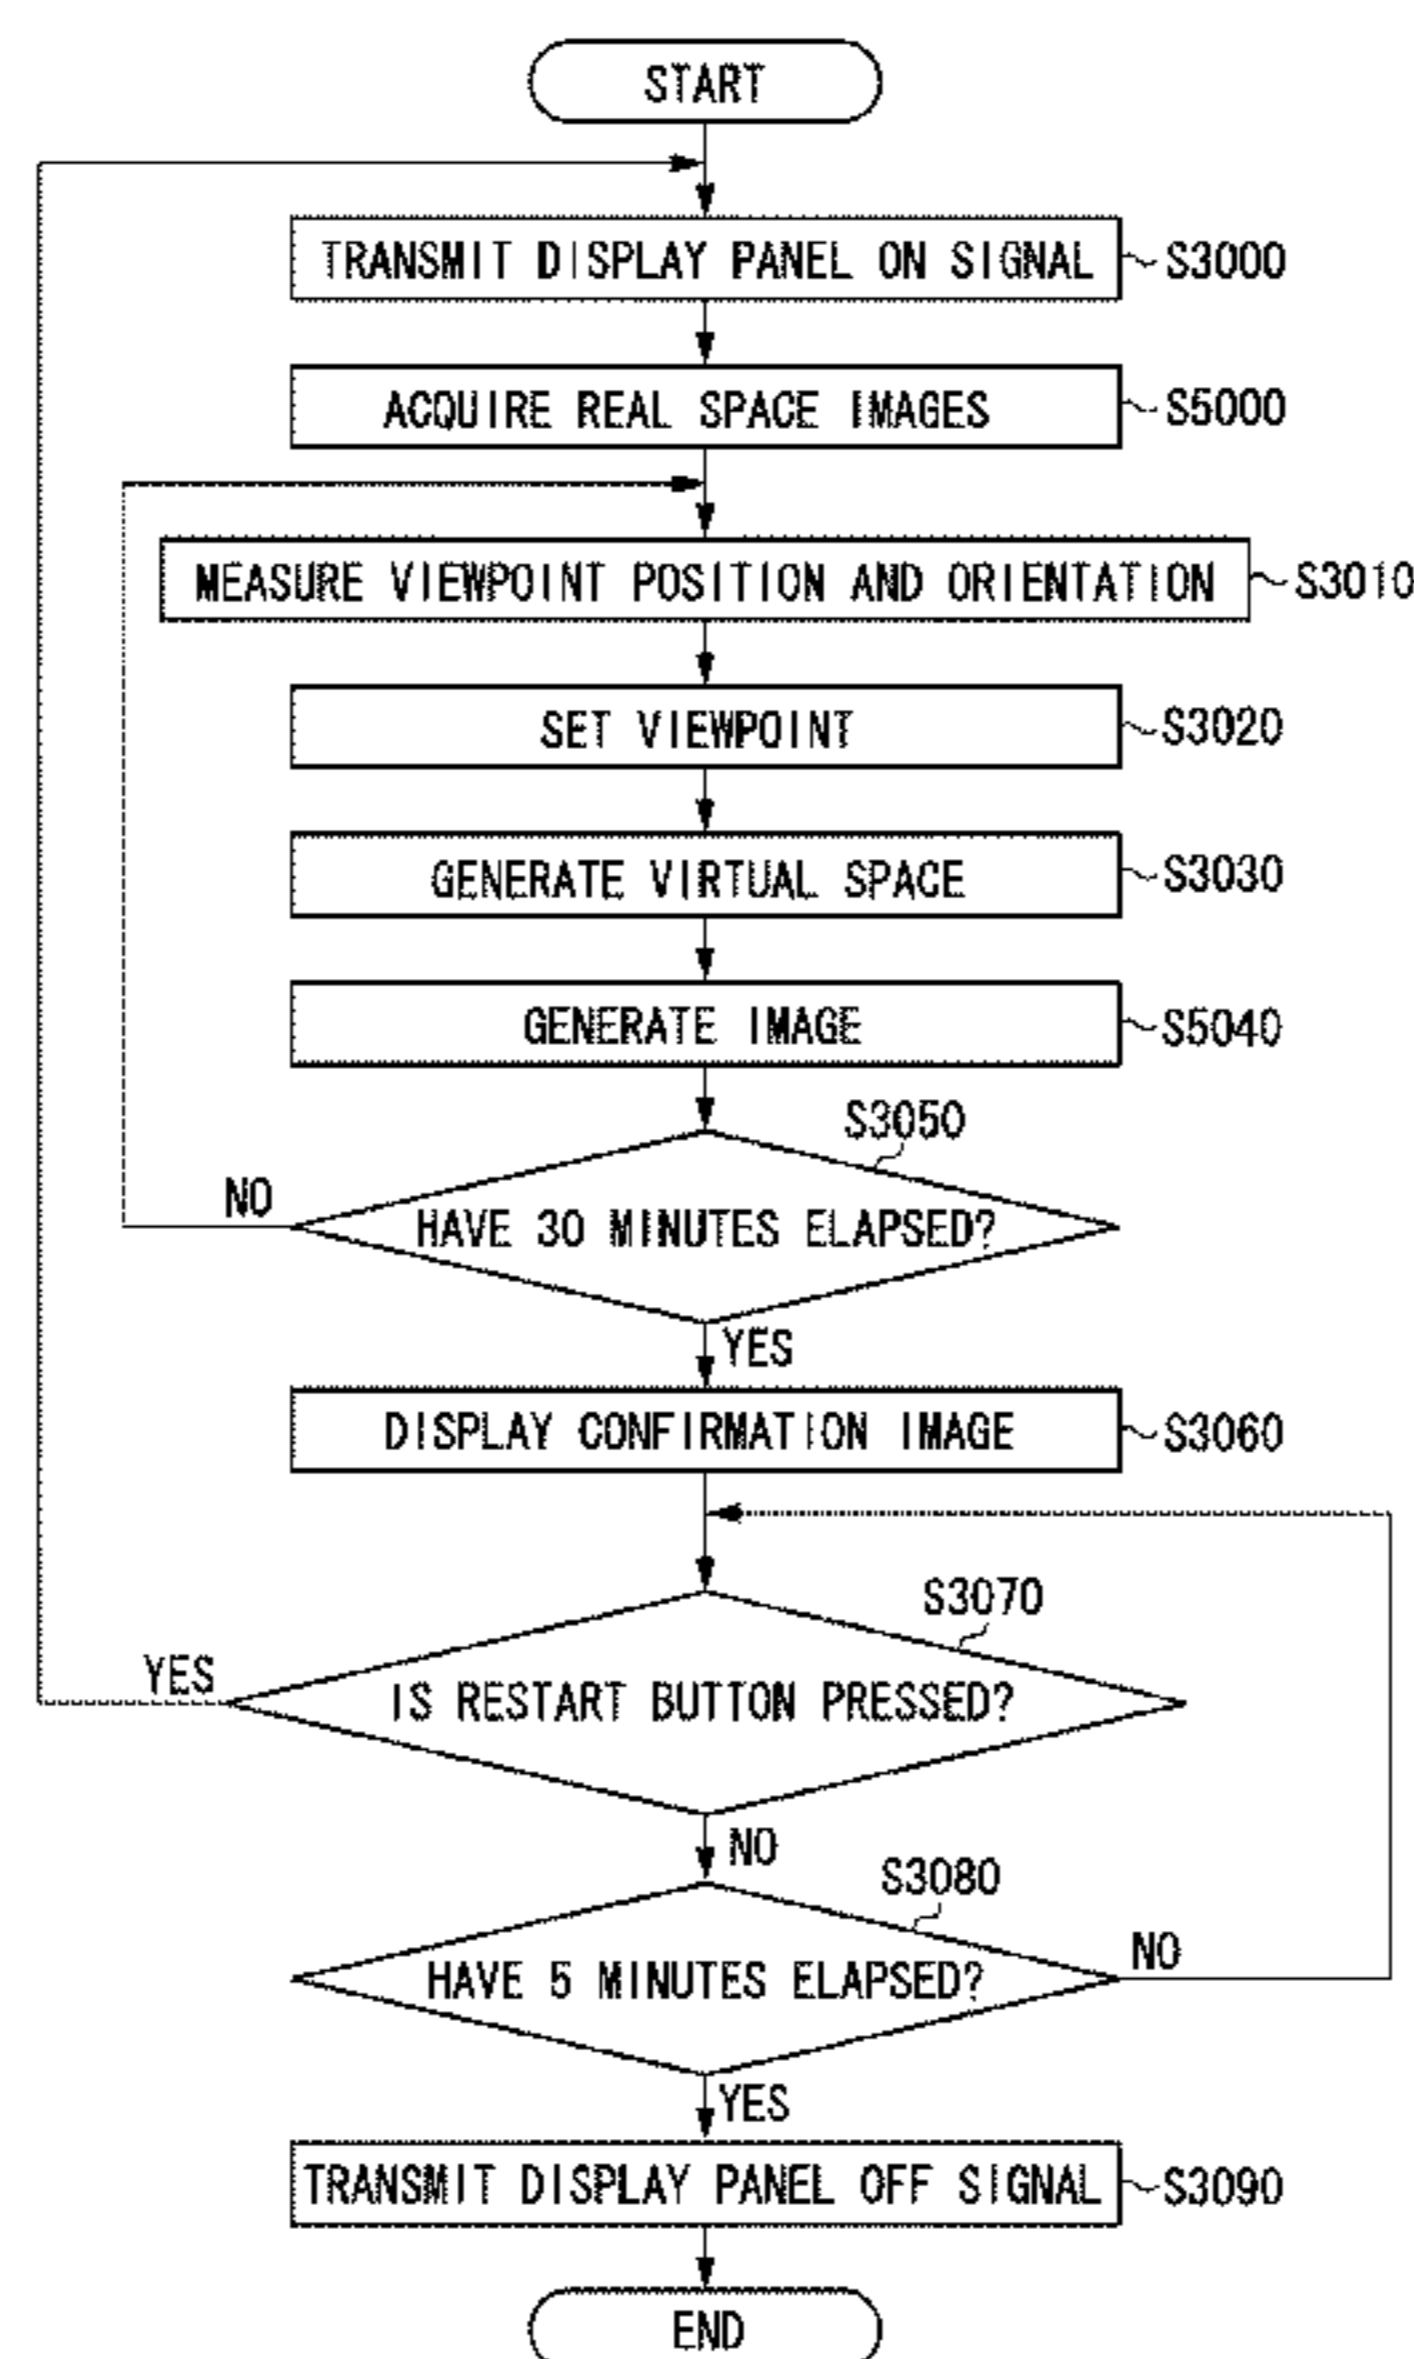 START
TRANSMIT DISPLAY PANEL ON SIGNAL
S3000
ACQUIRE REAL SPACE IMAGES
S5000
MEASURE VIEWPOINT POSITION AND ORIENTATION
S3010
SET VIEWPOINT
S3020
GENERATE VIRTUAL SPACE
S3030
GENERATE IMAGE
S5040
S3050
NO
HAVE 30 MINUTES ELAPSED?
YES
DISPLAY CONFIRMATION IMAGE
S3060
S3070
YES
IS RESTART BUTTON PRESSED?
NO
S3080
HAVE 5 MINUTES ELAPSED?
NO
YES
TRANSMIT DISPLAY PANEL OFF SIGNAL
S3090
END